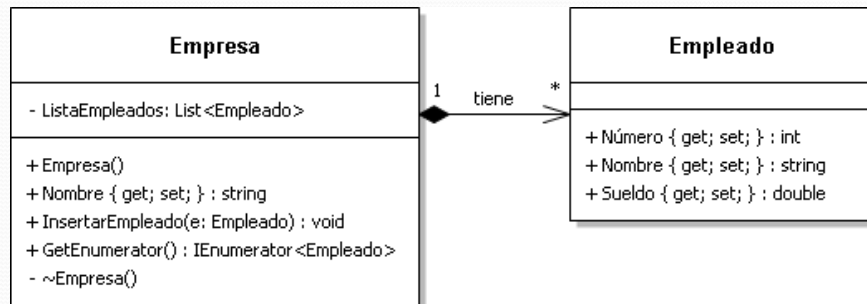 Empresa
- ListaEmpleados: List<Empleado>
+ Empresa()
+ Nombre { get; set; } : string
+ InsertarEmpleado(e: Empleado) : void
+ GetEnumerator() : IEnumerator<Empleado>
- ~Empresa()
1
tiene
*
Empleado
+ Número { get; set; } : int
+ Nombre { get; set; } : string
+ Sueldo { get; set; } : double